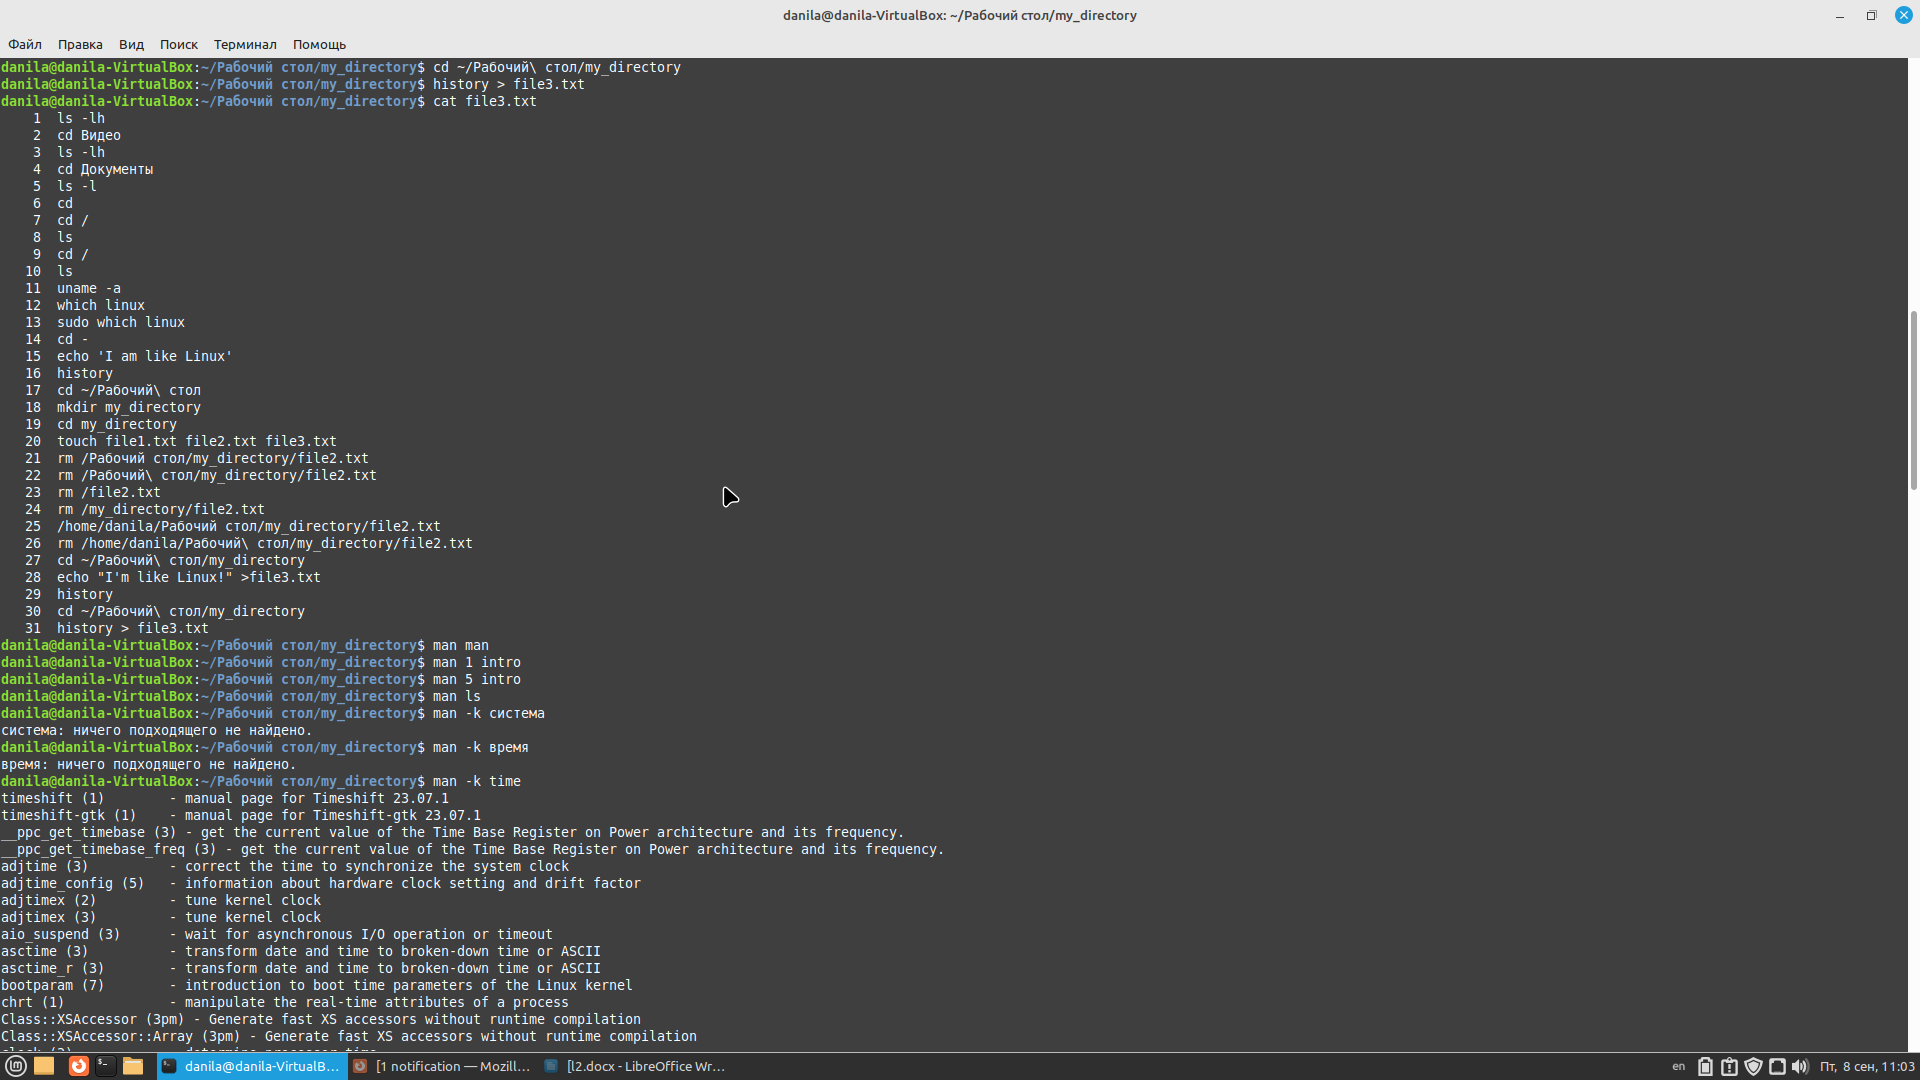 danila@danila-VirtualBox: ~/Рабочий стол/my_directory
Файл Правка Вид Поиск Терминал Помощь
danila@danila-VirtualBox:~/Рабочий стол/my_directory$ cd ~/Рабочий\ стол/my_directory
danila@danila-VirtualBox:~/Рабочий стол/my_directory$ history > file3.txt
danila@danila-VirtualBox:~/Рабочий стол/my_directory$ cat file3.txt
1 ls -lh
2 cd Видео
3 ls -lh
4 cd Документы
5 ls -l
6 cd
7 cd /
8 ls
9 cd /
10 ls
11 uname -a
12 which linux
13 sudo which linux
14 cd -
15 echo 'I am like Linux'
16 history
17 cd ~/Рабочий\ стол
18 mkdir my_directory
19 cd my_directory
20 touch file1.txt file2.txt file3.txt
21 rm /Рабочий стол/my_directory/file2.txt
22 rm /Рабочий\ стол/my_directory/file2.txt
23 rm /file2.txt
24 rm /my_directory/file2.txt
25 /home/danila/Рабочий стол/my_directory/file2.txt
26 rm /home/danila/Рабочий\ стол/my_directory/file2.txt
27 cd ~/Рабочий\ стол/my_directory
28 echo "I'm like Linux!" >file3.txt
29 history
30 cd ~/Рабочий\ стол/my_directory
31 history > file3.txt
danila@danila-VirtualBox:~/Рабочий стол/my_directory$ man man
danila@danila-VirtualBox:~/Рабочий стол/my_directory$ man 1 intro
danila@danila-VirtualBox:~/Рабочий стол/my_directory$ man 5 intro
danila@danila-VirtualBox:~/Рабочий стол/my_directory$ man ls
danila@danila-VirtualBox:~/Рабочий стол/my_directory$ man -k система
система: ничего подходящего не найдено.
danila@danila-VirtualBox:~/Рабочий стол/my_directory$ man -k время
время: ничего подходящего не найдено.
danila@danila-VirtualBox:~/Рабочий стол/my_directory$ man -k time
timeshift (1) - manual page for Timeshift 23.07.1
timeshift-gtk (1) - manual page for Timeshift-gtk 23.07.1
__ppc_get_timebase (3) - get the current value of the Time Base Register on Power architecture and its frequency.
__ppc_get_timebase_freq (3) - get the current value of the Time Base Register on Power architecture and its frequency.
adjtime (3) - correct the time to synchronize the system clock
adjtime_config (5) - information about hardware clock setting and drift factor
adjtimex (2) - tune kernel clock
adjtimex (3) - tune kernel clock
aio_suspend (3) - wait for asynchronous I/O operation or timeout
asctime (3) - transform date and time to broken-down time or ASCII
asctime_r (3) - transform date and time to broken-down time or ASCII
bootparam (7) - introduction to boot time parameters of the Linux kernel
chrt (1) - manipulate the real-time attributes of a process
Class::XSAccessor (3pm) - Generate fast XS accessors without runtime compilation
Class::XSAccessor::Array (3pm) - Generate fast XS accessors without runtime compilation
danila@danila-VirtualB... [1 notification — Mozill... [l2.docx - LibreOffice Wr... en Пт, 8 сен, 11:03